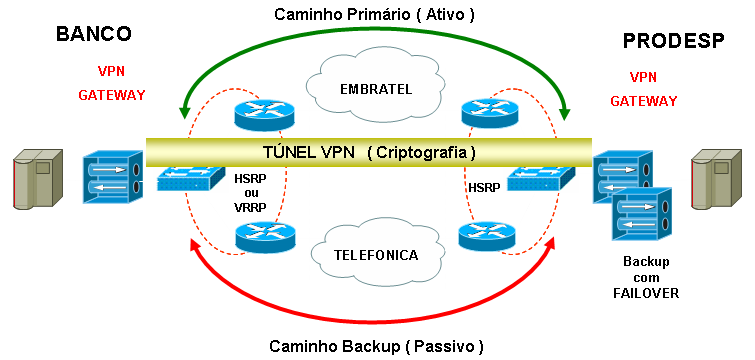 Caminho Primário ( Ativo )
BANCO
PRODESP
VPN
GATEWAY
VPN
GATEWAY
EMBRATEL
TÚNEL VPN ( Criptografia )
HSRP
ou
VRRP
HSRP
TELEFONICA
Backup
com
FAILOVER
Caminho Backup ( Passivo )